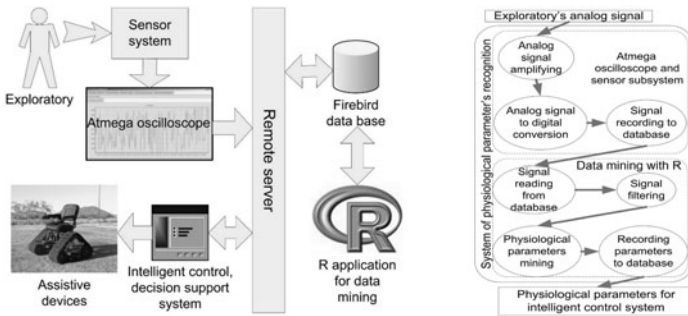 Sensor
system
Exploratory
Atmega oscilloscope
Remote server
Firebird
data base
R
Assistive
devices
Intelligent control,
decision support
system
R application
for data
mining
Exploratory's analog signal
System of physiological parameter's recognition
Analog
signal
amplifying
Atmega
oscilloscope and
sensor subsystem
Analog signal
to digital
conversion
Signal
recording to
database
Data mining with R
Signal
reading from
database
Signal
filtering
Physiological
parameters
mining
Recording
parameters
to database
Physiological parameters for
intelligent control system